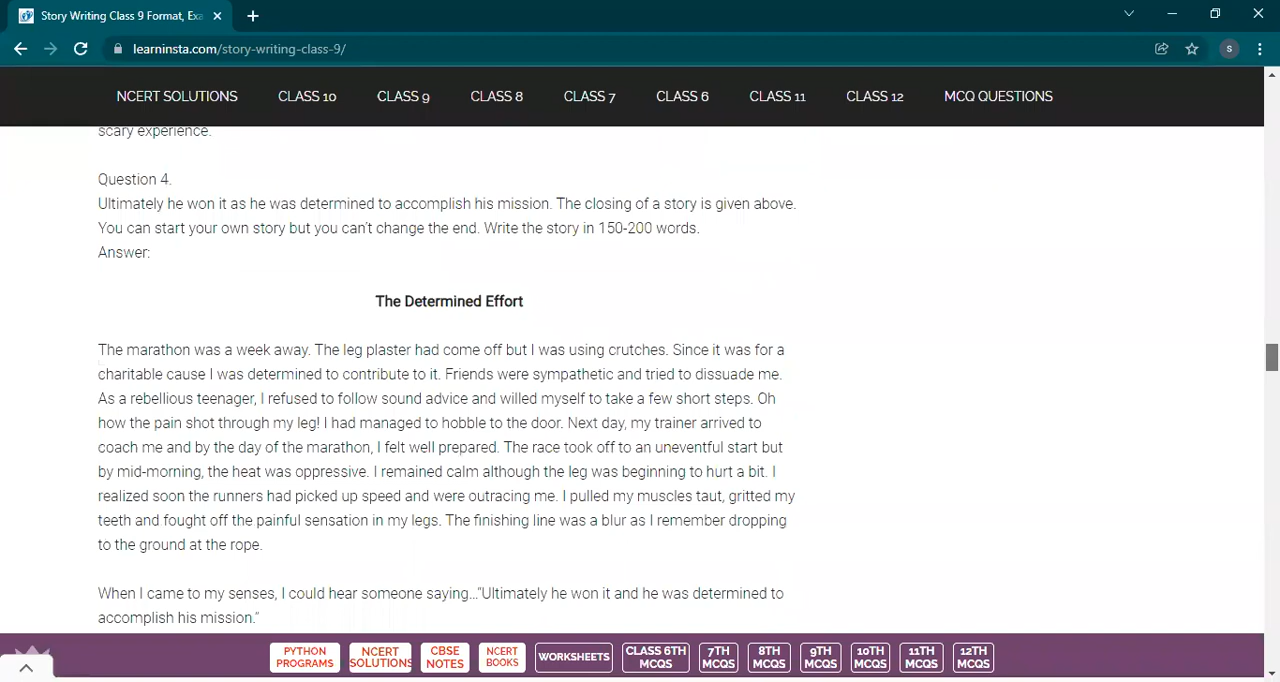 Story Writing Class 9 Format, Exa
learninsta.com/story-writing-class-9/
S
NCERT SOLUTIONS CLASS 10 CLASS 9 CLASS 8 CLASS 7 CLASS 6 CLASS 11 CLASS 12 MCQ QUESTIONS
scary experience.
Question 4.
Ultimately he won it as he was determined to accomplish his mission. The closing of a story is given above.
You can start your own story but you can't change the end. Write the story in 150-200 words.
Answer:
The Determined Effort
The marathon was a week away. The leg plaster had come off but I was using crutches. Since it was for a
charitable cause I was determined to contribute to it. Friends were sympathetic and tried to dissuade me.
As a rebellious teenager, I refused to follow sound advice and willed myself to take a few short steps. Oh
how the pain shot through my leg! I had managed to hobble to the door. Next day, my trainer arrived to
coach me and by the day of the marathon, I felt well prepared. The race took off to an uneventful start but
by mid-morning, the heat was oppressive. I remained calm although the leg was beginning to hurt a bit. I
realized soon the runners had picked up speed and were outracing me. I pulled my muscles taut, gritted my
teeth and fought off the painful sensation in my legs. The finishing line was a blur as I remember dropping
to the ground at the rope.
When I came to my senses, I could hear someone saying…"Ultimately he won it and he was determined to
accomplish his mission."
PYTHON PROGRAMS
NCERT SOLUTIONS
CBSE NOTES
NCERT BOOKS
WORKSHEETS
CLASS 6TH MCQS
7TH MCQS
8TH MCQS
9TH MCQS
10TH MCQS
11TH MCQS
12TH MCQS